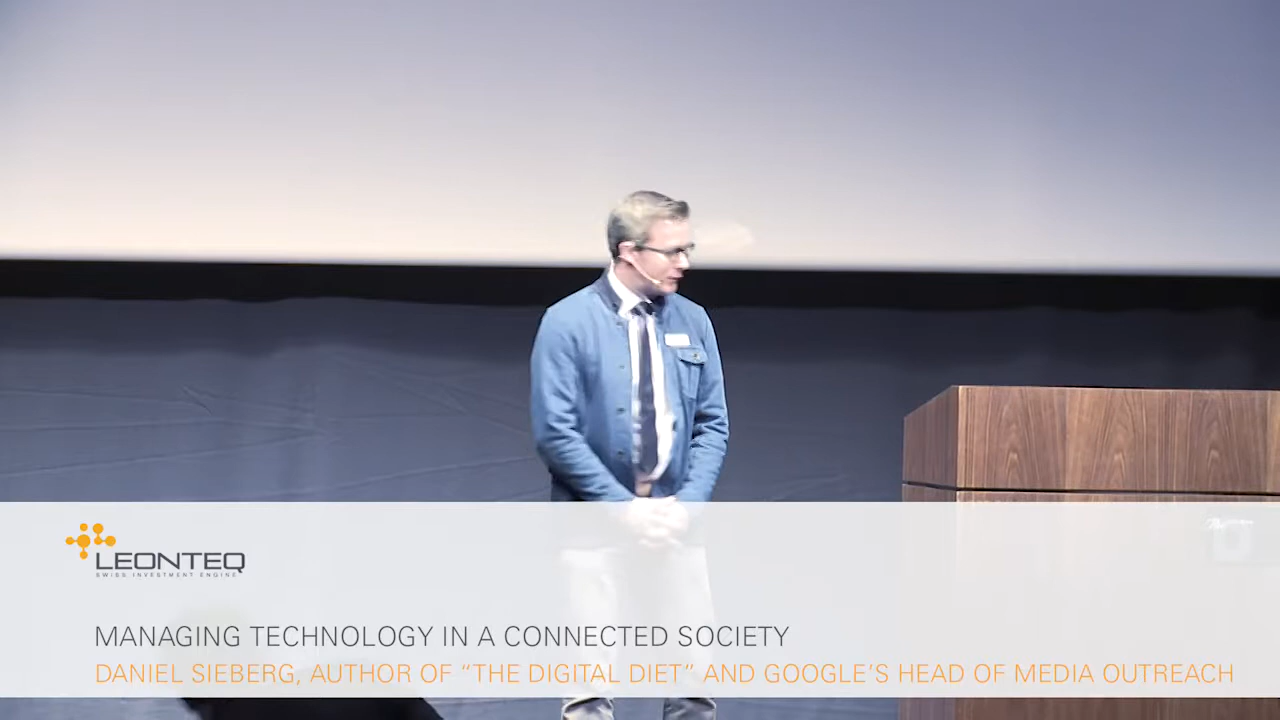 LEONTEQ
SWISS INVESTMENT ENGINE
MANAGING TECHNOLOGY IN A CONNECTED SOCIETY
DANIEL SIEBERG, AUTHOR OF “THE DIGITAL DIET” AND GOOGLE’S HEAD OF MEDIA OUTREACH